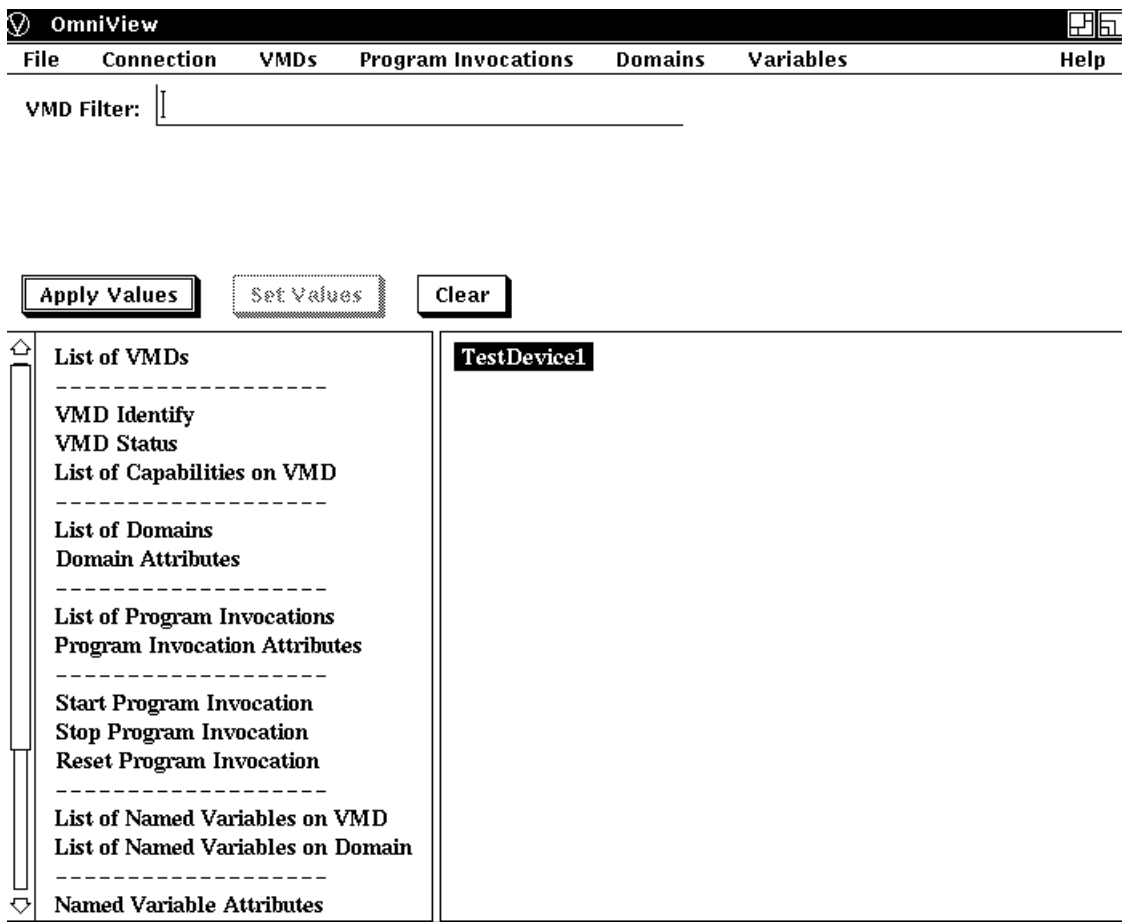 OmniView
File Connection VMDs Program Invocations Domains Variables Help
VMD Filter:
Apply Values Set Values Clear
List of VMDs
-------------------
VMD Identify
VMD Status
List of Capabilities on VMD
-------------------
List of Domains
Domain Attributes
-------------------
List of Program Invocations
Program Invocation Attributes
-------------------
Start Program Invocation
Stop Program Invocation
Reset Program Invocation
-------------------
List of Named Variables on VMD
List of Named Variables on Domain
-------------------
Named Variable Attributes
TestDevice1